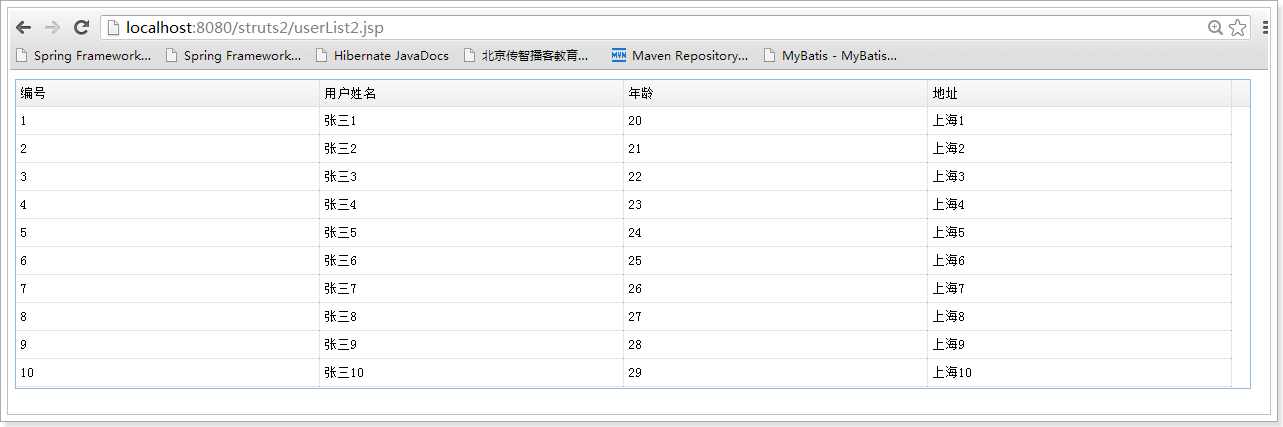 localhost:8080/struts2/userList2.jsp
Spring Framework... Spring Framework... Hibernate JavaDocs 北京传智播客教育... MVN Maven Repository... MyBatis - MyBatis...
编号 用户姓名 年龄 地址
1 张三1 20 上海1
2 张三2 21 上海2
3 张三3 22 上海3
4 张三4 23 上海4
5 张三5 24 上海5
6 张三6 25 上海6
7 张三7 26 上海7
8 张三8 27 上海8
9 张三9 28 上海9
10 张三10 29 上海10